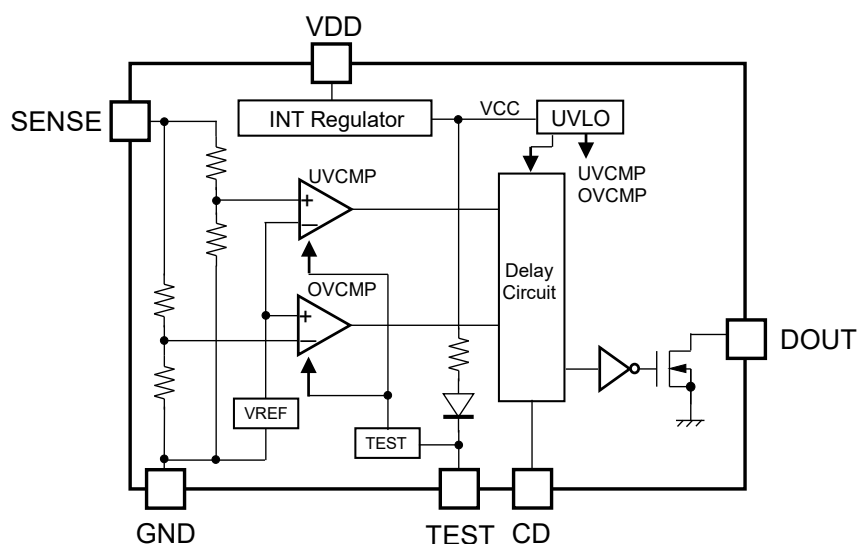 VDD
SENSE
INT Regulator
VCC
UVLO
UVCMP
OVCMP
UVCMP
+
−
Delay
Circuit
OVCMP
+
−
DOUT
VREF
TEST
GND
TEST
CD